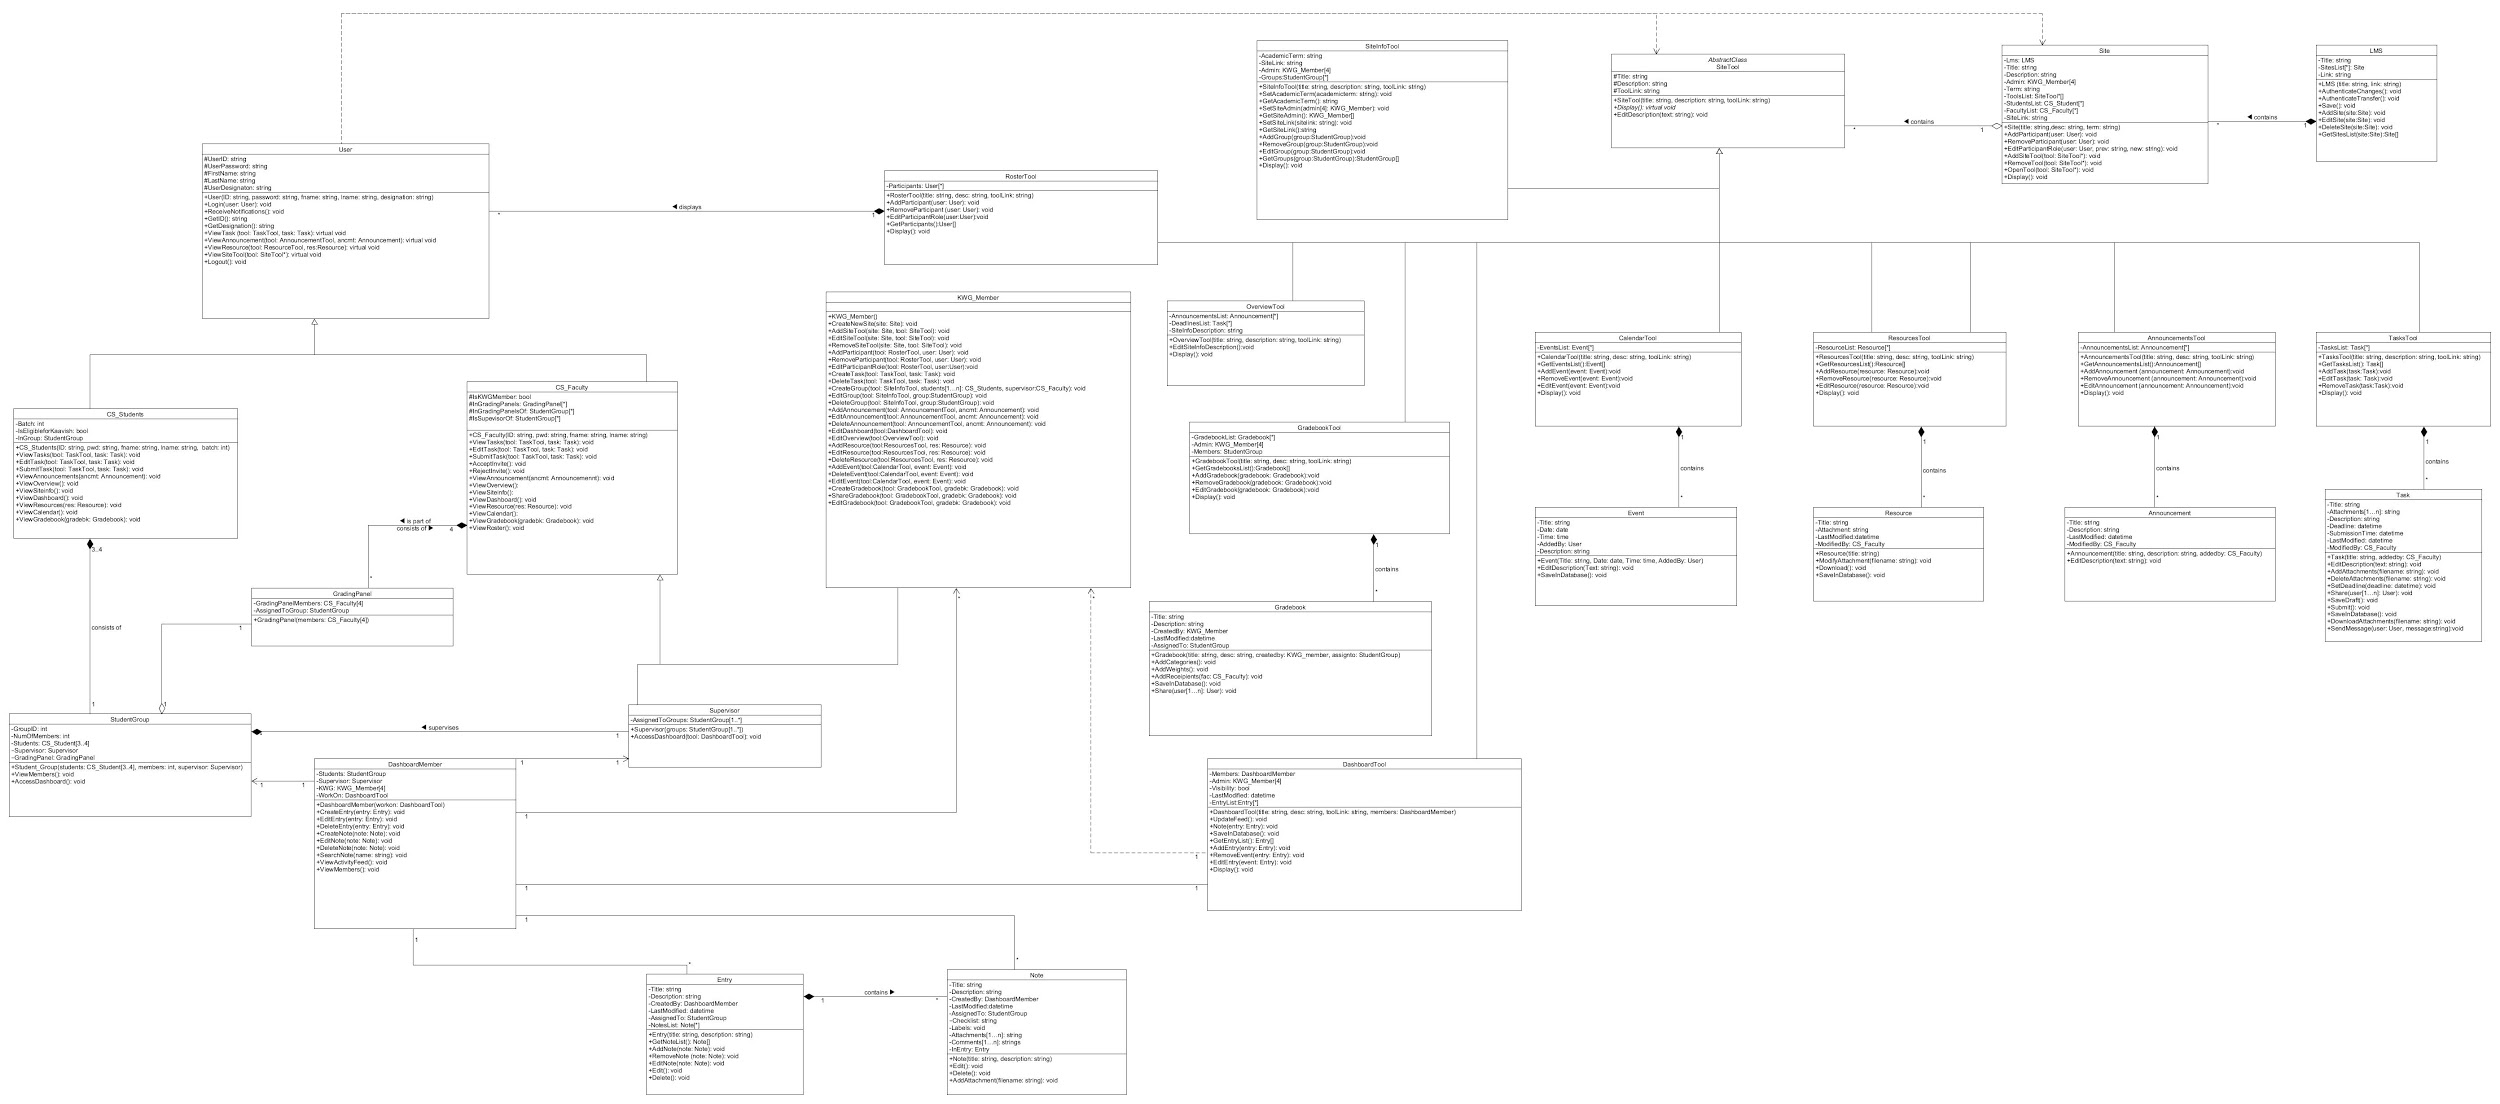 SiteInfoTool
-AcademicTerm: string
-SiteLink: string
-Admin: KWG_Member[4]
-Groups:StudentGroup[*]
+SiteInfoTool(title: string, description: string, toolLink: string)
+SetAcademicTerm(academicterm: string): void
+GetAcademicTerm(): string
+SetSiteAdmin(admin[4]: KWG_Member): void
+GetSiteAdmin(): KWG_Member[]
+SetSiteLink(sitelink: string): void
+GetSiteLink():string
+AddGroup(group:StudentGroup):void
+RemoveGroup(group:StudentGroup):void
+EditGroup(group:StudentGroup):void
+GetGroups(group:StudentGroup):StudentGroup[]
+Display(): void
AbstractClass
SiteTool
#Title: string
#Description: string
#ToolLink: string
+SiteTool(title: string, description: string, toolLink: string)
+Display(): virtual void
+EditDescription(text: string): void
◀ contains
*
1
Site
-Lms: LMS
-Title: string
-Description: string
-Admin: KWG_Member[4]
-Term: string
-ToolsList: SiteTool*[]
-StudentsList: CS_Student[*]
-FacultyList: CS_Faculty[*]
-SiteLink: string
+Site(title: string,desc: string, term: string)
+AddParticipant(user: User): void
+RemoveParticipant(user: User): void
+EditParticipantRole(user: User, prev: string, new: string): void
+AddSiteTool(tool: SiteTool*): void
+RemoveTool(tool: SiteTool*): void
+OpenTool(tool: SiteTool*): void
+Display(): void
◀ contains
*
1
LMS
-Title: string
-SitesList[*]: Site
-Link: string
+LMS (title: string, link: string)
+AuthenticateChanges(): void
+AuthenticateTransfer(): void
+Save(): void
+AddSite(site:Site): void
+EditSite(site:Site): void
+DeleteSite(site:Site): void
+GetSitesList(site:Site):Site[]
User
#UserID: string
#UserPassword: string
#FirstName: string
#LastName: string
#UserDesignaton: string
+User(ID: string, password: string, fname: string, lname: string, designation: string)
+Login(user: User): void
+ReceiveNotifications(): void
+GetID(): string
+GetDesignation(): string
+ViewTask (tool: TaskTool, task: Task): virtual void
+ViewAnnouncement(tool: AnnouncementTool, ancmt: Announcement): virtual void
+ViewResource(tool: ResourceTool, res:Resource): virtual void
+ViewSiteTool(tool: SiteTool*): virtual void
+Logout(): void
◀ displays
*
1
RosterTool
-Participants: User[*]
+RosterTool(title: string, desc: string, toolLink: string)
+AddParticipant(user: User): void
+RemoveParticipant (user: User): void
+EditParticipantRole(user:User):void
+GetParticipants():User[]
+Display(): void
KWG_Member
+KWG_Member()
+CreateNewSite(site: Site): void
+AddSiteTool(site: Site, tool: SiteTool): void
+EditSiteTool(site: Site, tole: SiteTool): void
+RemoveSiteTool(site: Site, tool: SiteTool): void
+AddParticipant(tool: RosterTool, user: User): void
+RemoveParticipant(tool: RosterTool, user: User): void
+EditParticipantRole(tool: RosterTool, user: User):void
+CreateTask(tool: TaskTool, task: Task): void
+DeleteTask(tool: TaskTool, task: Task): void
+CreateGroup(tool: SiteInfoTool, students[1...n]: CS_Students, supervisor:CS_Faculty): void
+EditGroup(tool: SiteInfoTool, group:StudentGroup): void
+DeleteGroup(tool: SiteInfoTool, group:StudentGroup): void
+AddAnnouncement(tool: AnnouncementTool, ancmt: Announcement): void
+EditAnnouncement(tool: AnnouncementTool, ancmt: Announcement): void
+DeleteAnnouncement(tool: AnnouncementTool, ancmt: Announcement): void
+EditDashboard(tool:DashboardTool): void
+EditOverview(tool:OverviewTool): void
+AddResource(tool:ResourcesTool, res: Resource): void
+EditResource(tool:ResourcesTool, res: Resource): void
+DeleteResource(tool:ResourcesTool, res: Resource): void
+AddEvent(tool:CalendarTool, event: Event): void
+DeleteEvent(tool:CalendarTool, event: Event): void
+EditEvent(tool:CalendarTool, event: Event): void
+CreateGradebook(tool: GradebookTool, gradebk: Gradebook): void
+ShareGradebook(tool: GradebookTool, gradebk: Gradebook): void
+EditGradebook(tool: GradebookTool, gradebk: Gradebook): void
OverviewTool
-AnnouncementsList: Announcement[*]
-DeadlinesList: Task[*]
-SiteInfoDescription: string
+OverviewTool(title: string, description: string, toolLink: string)
+EditSiteInfoDescription():void
+Display(): void
CalendarTool
-EventsList: Event[*]
+CalendarTool(title: string, desc: string, toolLink: string)
+GetEventsList():Event[]
+AddEvent(event: Event):void
+RemoveEvent(event: Event):void
+EditEvent(event: Event):void
+Display(): void
ResourcesTool
-ResourceList: Resource[*]
+ResourcesTool(title: string, desc: string, toolLink: string)
+GetResourcesList():Resource[]
+AddResource(resource: Resource):void
+RemoveResource(resource: Resource):void
+EditResource(resource: Resource):void
+Display(): void
AnnouncementsTool
-AnnouncementsList: Announcement[*]
+AnnouncementsTool(title: string, desc: string, toolLink: string)
+GetAnnouncementsList():Announcement[]
+AddAnnouncement (announcement: Announcement):void
+RemoveAnnouncement (announcement: Announcement):void
+EditAnnouncement (announcement: Announcement):void
+Display(): void
TasksTool
-TasksList: Task[*]
+TasksTool(title: string, description: string, toolLink: string)
+GetTasksList(): Task[]
+AddTask(task:Task):void
+EditTask(task: Task):void
+RemoveTask(task:Task):void
+Display(): void
CS_Faculty
#IsKWGMember: bool
#InGradingPanels: GradingPanel[*]
#InGradingPanelsOf: StudentGroup[*]
#IsSupevisorOf: StudentGroup[*]
+CS_Faculty(ID: string, pwd: string, fname: string, lname: string)
+ViewTasks(tool: TaskTool, task: Task): void
+EditTask(tool: TaskTool, task: Task): void
+SubmitTask(tool: TaskTool, task: Task): void
+AcceptInvite(): void
+RejectInvite(): void
+ViewAnnouncement(ancmt: Announcemennt): void
+ViewOverview():
+ViewSiteInfo():
+ViewDashboard(): void
+ViewResource(res: Resource): void
+ViewCalendar():
+ViewGradebook(gradebk: Gradebook): void
+ViewRoster(): void
CS_Students
-Batch: int
-IsEligibleforKaavish: bool
-InGroup: StudentGroup
+CS_Students(ID: string, pwd: string, fname: string, lname: string,  batch: int)
+ViewTasks(tool: TaskTool, task: Task): void
+EditTask(tool: TaskTool, task: Task): void
+SubmitTask(tool: TaskTool, task: Task): void
+ViewAnnouncements(ancmt: Announcement): void
+ViewOverview(): void
+ViewSiteinfo(): void
+ViewDashboard(): void
+ViewResources(res: Resource): void
+ViewCalendar(): void
+ViewGradebook(gradebk: Gradebook): void
◀ is part of
consists of ▶
4
*
3..4
consists of
1
GradebookTool
-GradebookList: Gradebook[*]
-Admin: KWG_Member[4]
-Members: StudentGroup
+GradebookTool(title: string, desc: string, toolLink: string)
+GetGradebooksList():Gradebook[]
+AddGradebook(gradebook: Gradebook):void
+RemoveGradebook(gradebook: Gradebook):void
+EditGradebook(gradebook: Gradebook):void
+Display(): void
1
contains
*
1
contains
*
1
contains
*
1
contains
*
1
contains
*
Event
-Title: string
-Date: date
-Time: time
-AddedBy: User
-Description: string
+Event(Title: string, Date: date, Time: time, AddedBy: User)
+EditDescription(Text: string): void
+SaveInDatabase(): void
Resource
-Title: string
-Attachment: string
-LastModified:datetime
-ModifiedBy: CS_Faculty
+Resource(title: string)
+ModifyAttachment(filename: string): void
+Download(): void
+SaveInDatabase(): void
Announcement
-Title: string
-Description: string
-LastModified: datetime
-ModifiedBy: CS_Faculty
+Announcement(title: string, description: string, addedby: CS_Faculty)
+EditDescription(text: string): void
Task
-Title: string
-Attachments[1...n]: string
-Description: string
-Deadline: datetime
-SubmissionTime: datetime
-LastModified: datetime
-ModifiedBy: CS_Faculty
+Task(title: string, addedby: CS_Faculty)
+EditDescription(text: string): void
+AddAttachments(filename: string): void
+DeleteAttachments(filename: string): void
+SetDeadline(deadline: datetime): void
+Share(user[1...n]: User): void
+SaveDraft(): void
+Submit(): void
+SaveInDatabase(): void
+DownloadAttachments(filename: string): void
+SendMessage(user: User, message:string):void
GradingPanel
-GradingPanelMembers: CS_Faculty[4]
-AssignedToGroup: StudentGroup
+GradingPanel(members: CS_Faculty[4])
1
1
Gradebook
-Title: string
-Description: string
-CreatedBy: KWG_Member
-LastModified:datetime
-AssignedTo: StudentGroup
+Gradebook(title: string, desc: string, createdby: KWG_member, assignto: StudentGroup)
+AddCategories(): void
+AddWeights(): void
+AddReceipients(fac: CS_Faculty): void
+SaveInDatabase(): void
+Share(user[1...n]: User): void
StudentGroup
-GroupID: int
-NumOfMembers: int
-Students: CS_Student[3..4]
-Supervisor: Supervisor
-GradingPanel: GradingPanel
+Student_Group(students: CS_Student[3..4], members: int, supervisor: Supervisor)
+ViewMembers(): void
+AccessDashboard(): void
*
◀ supervises
1
Supervisor
-AssignedToGroups: StudentGroup[1..*]
+Supervisor(groups: StudentGroup[1..*])
+AccessDashboard(tool: DashboardTool): void
DashboardMember
-Students: StudentGroup
-Supervisor: Supervisor
-KWG: KWG_Member[4]
-WorkOn: DashboardTool
+DashboardMember(workon: DashboardTool)
+CreateEntry(entry: Entry): void
+EditEntry(entry: Entry): void
+DeleteEntry(entry: Entry): void
+CreateNote(note: Note): void
+EditNote(note: Note): void
+DeleteNote(note: Note): void
+SearchNote(name: string): void
+ViewActivityFeed(): void
+ViewMembers(): void
1
1
1
1
1
*
*
1
1
1
1
*
1
*
DashboardTool
-Members: DashboardMember
-Admin: KWG_Member[4]
-Visibility: bool
-LastModified: datetime
-EntryList:Entry[*]
+DashboardTool(title: string, desc: string, toolLink: string, members: DashboardMember)
+UpdateFeed(): void
+Note(entry: Entry): void
+SaveInDatabase(): void
+GetEntryList(): Entry[]
+AddEntry(entry: Entry): void
+RemoveEvent(entry: Entry): void
+EditEntry(event: Entry): void
+Display(): void
Entry
-Title: string
-Description: string
-CreatedBy: DashboardMember
-LastModified: datetime
-AssignedTo: StudentGroup
-NotesList: Note[*]
+Entry(title: string, description: string)
+GetNoteList(): Note[]
+AddNote(note: Note): void
+RemoveNote (note: Note): void
+EditNote(note: Note): void
+Edit(): void
+Delete(): void
contains ▶
1
*
Note
-Title: string
-Description: string
-CreatedBy: DashboardMember
-LastModified:datetime
-AssignedTo: StudentGroup
-Checklist: string
-Labels: void
-Attachments[1...n]: string
-Comments[1...n]: strings
-InEntry: Entry
+Note(title: string, description: string)
+Edit(): void
+Delete(): void
+AddAttachment(filename: string): void